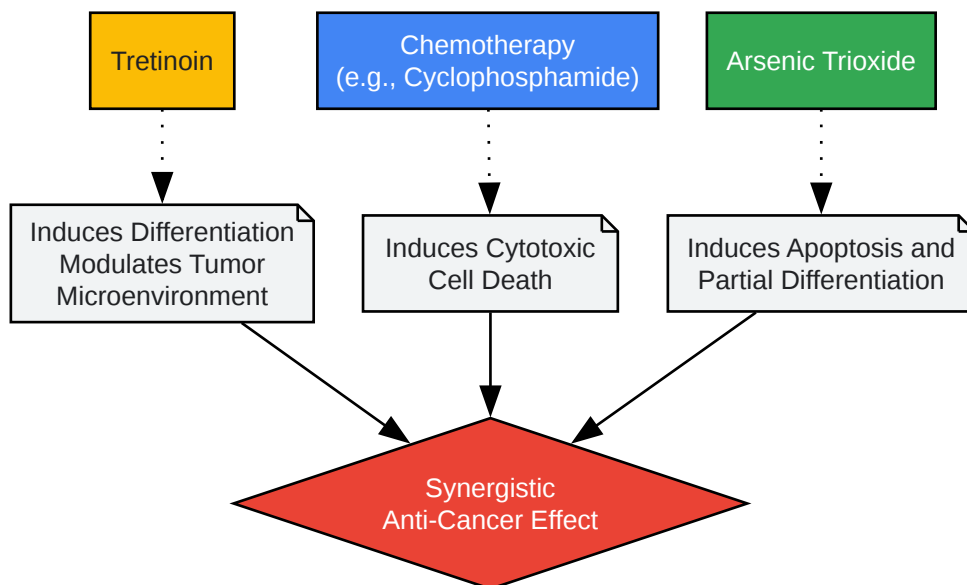 Tretinoin
Chemotherapy
(e.g., Cyclophosphamide)
Arsenic Trioxide
Induces Differentiation
Modulates Tumor
Microenvironment
Induces Cytotoxic
Cell Death
Induces Apoptosis and
Partial Differentiation
Synergistic
Anti-Cancer Effect